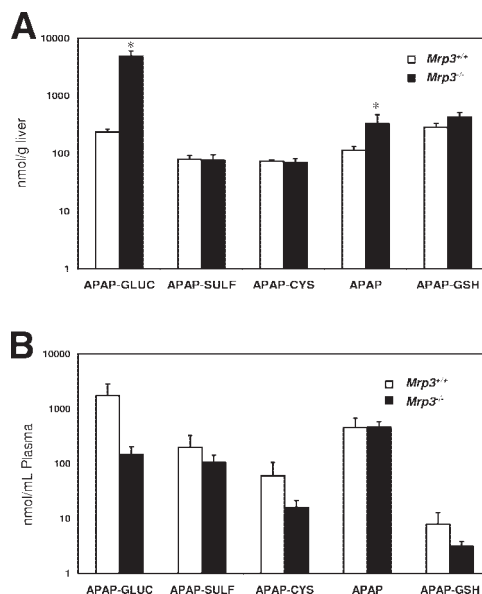 A
10000
1000
100
10
1
nmol/g liver
*
*
Mrp3+/+
Mrp3-/-
APAP-GLUC APAP-SULF APAP-CYS APAP APAP-GSH
B
10000
1000
100
10
1
nmol/mL Plasma
Mrp3+/+
Mrp3-/-
APAP-GLUC APAP-SULF APAP-CYS APAP APAP-GSH